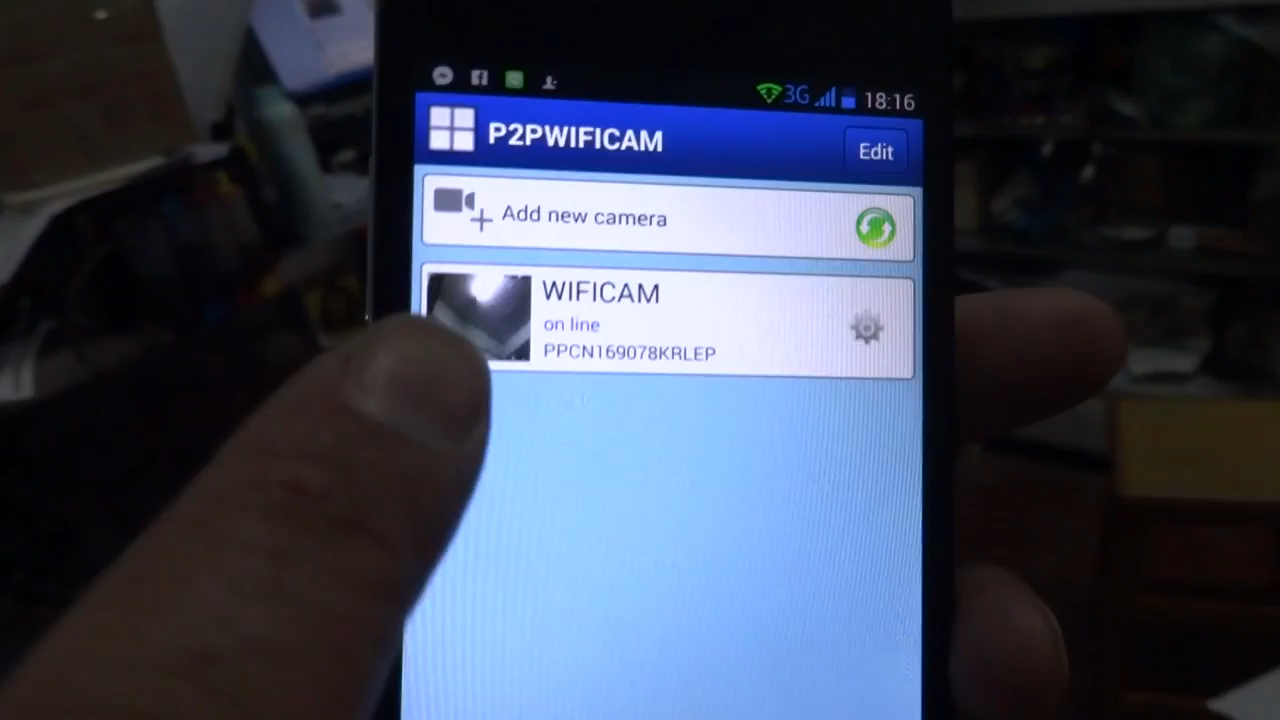 3G 18:16
P2PWIFICAM Edit
Add new camera
WIFICAM
on line
PPCN169078KRLEP